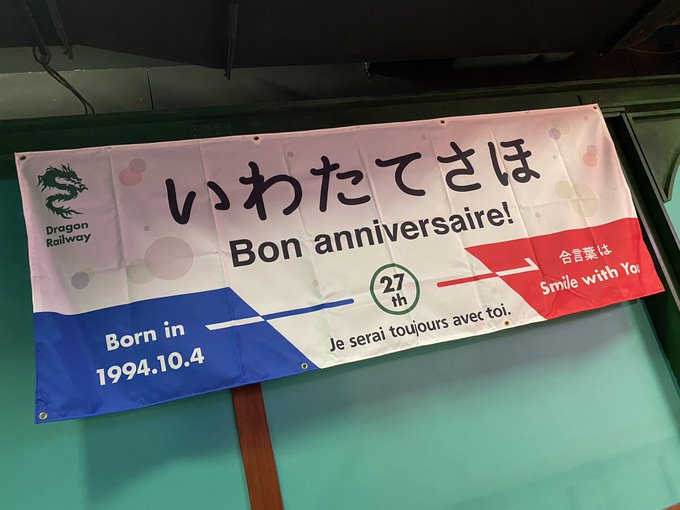 Dragon
Railway
いわたてさほ
Bon anniversaire!
27
th
Je serai toujours avec toi.
Born in
1994.10.4
合言葉は
Smile with You